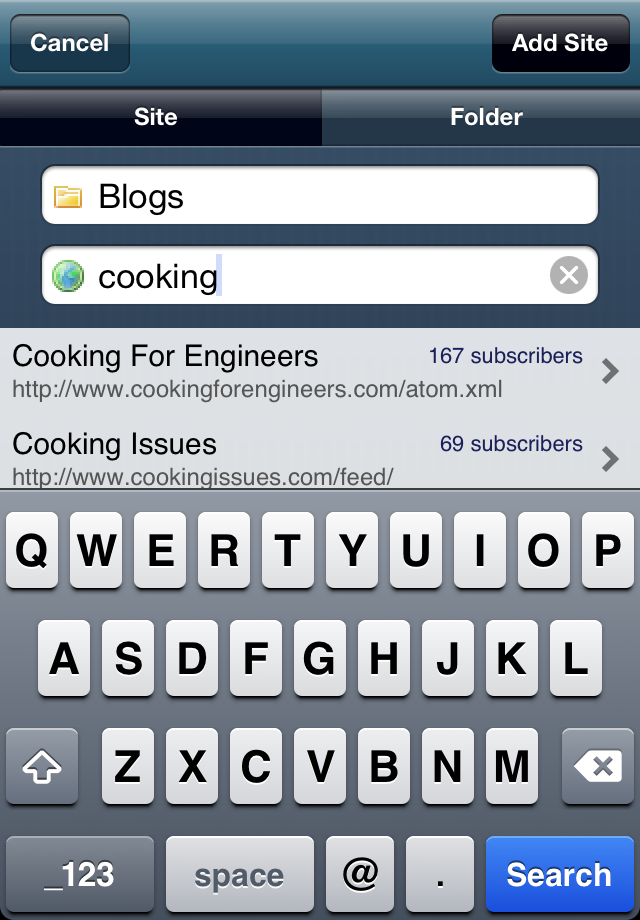 Cancel
Add Site
Site
Folder
Blogs
cooking
Cooking For Engineers
167 subscribers
http://www.cookingforengineers.com/atom.xml
Cooking Issues
69 subscribers
http://www.cookingissues.com/feed/
Q W E R T Y U I O P
A S D F G H J K L
Z X C V B N M
_123 space @ . Search